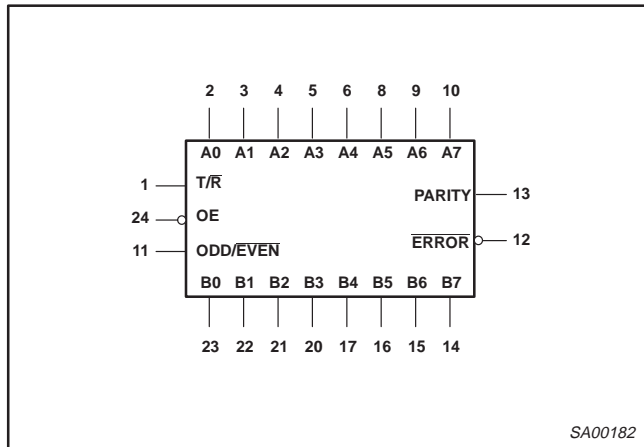 2 3 4 5 6 8 9 10
A0 A1 A2 A3 A4 A5 A6 A7
1 T/R̅
PARITY 13
24 OE
E̅R̅R̅O̅R̅ 12
11 ODD/E̅V̅E̅N̅
B0 B1 B2 B3 B4 B5 B6 B7
23 22 21 20 17 16 15 14
SA00182